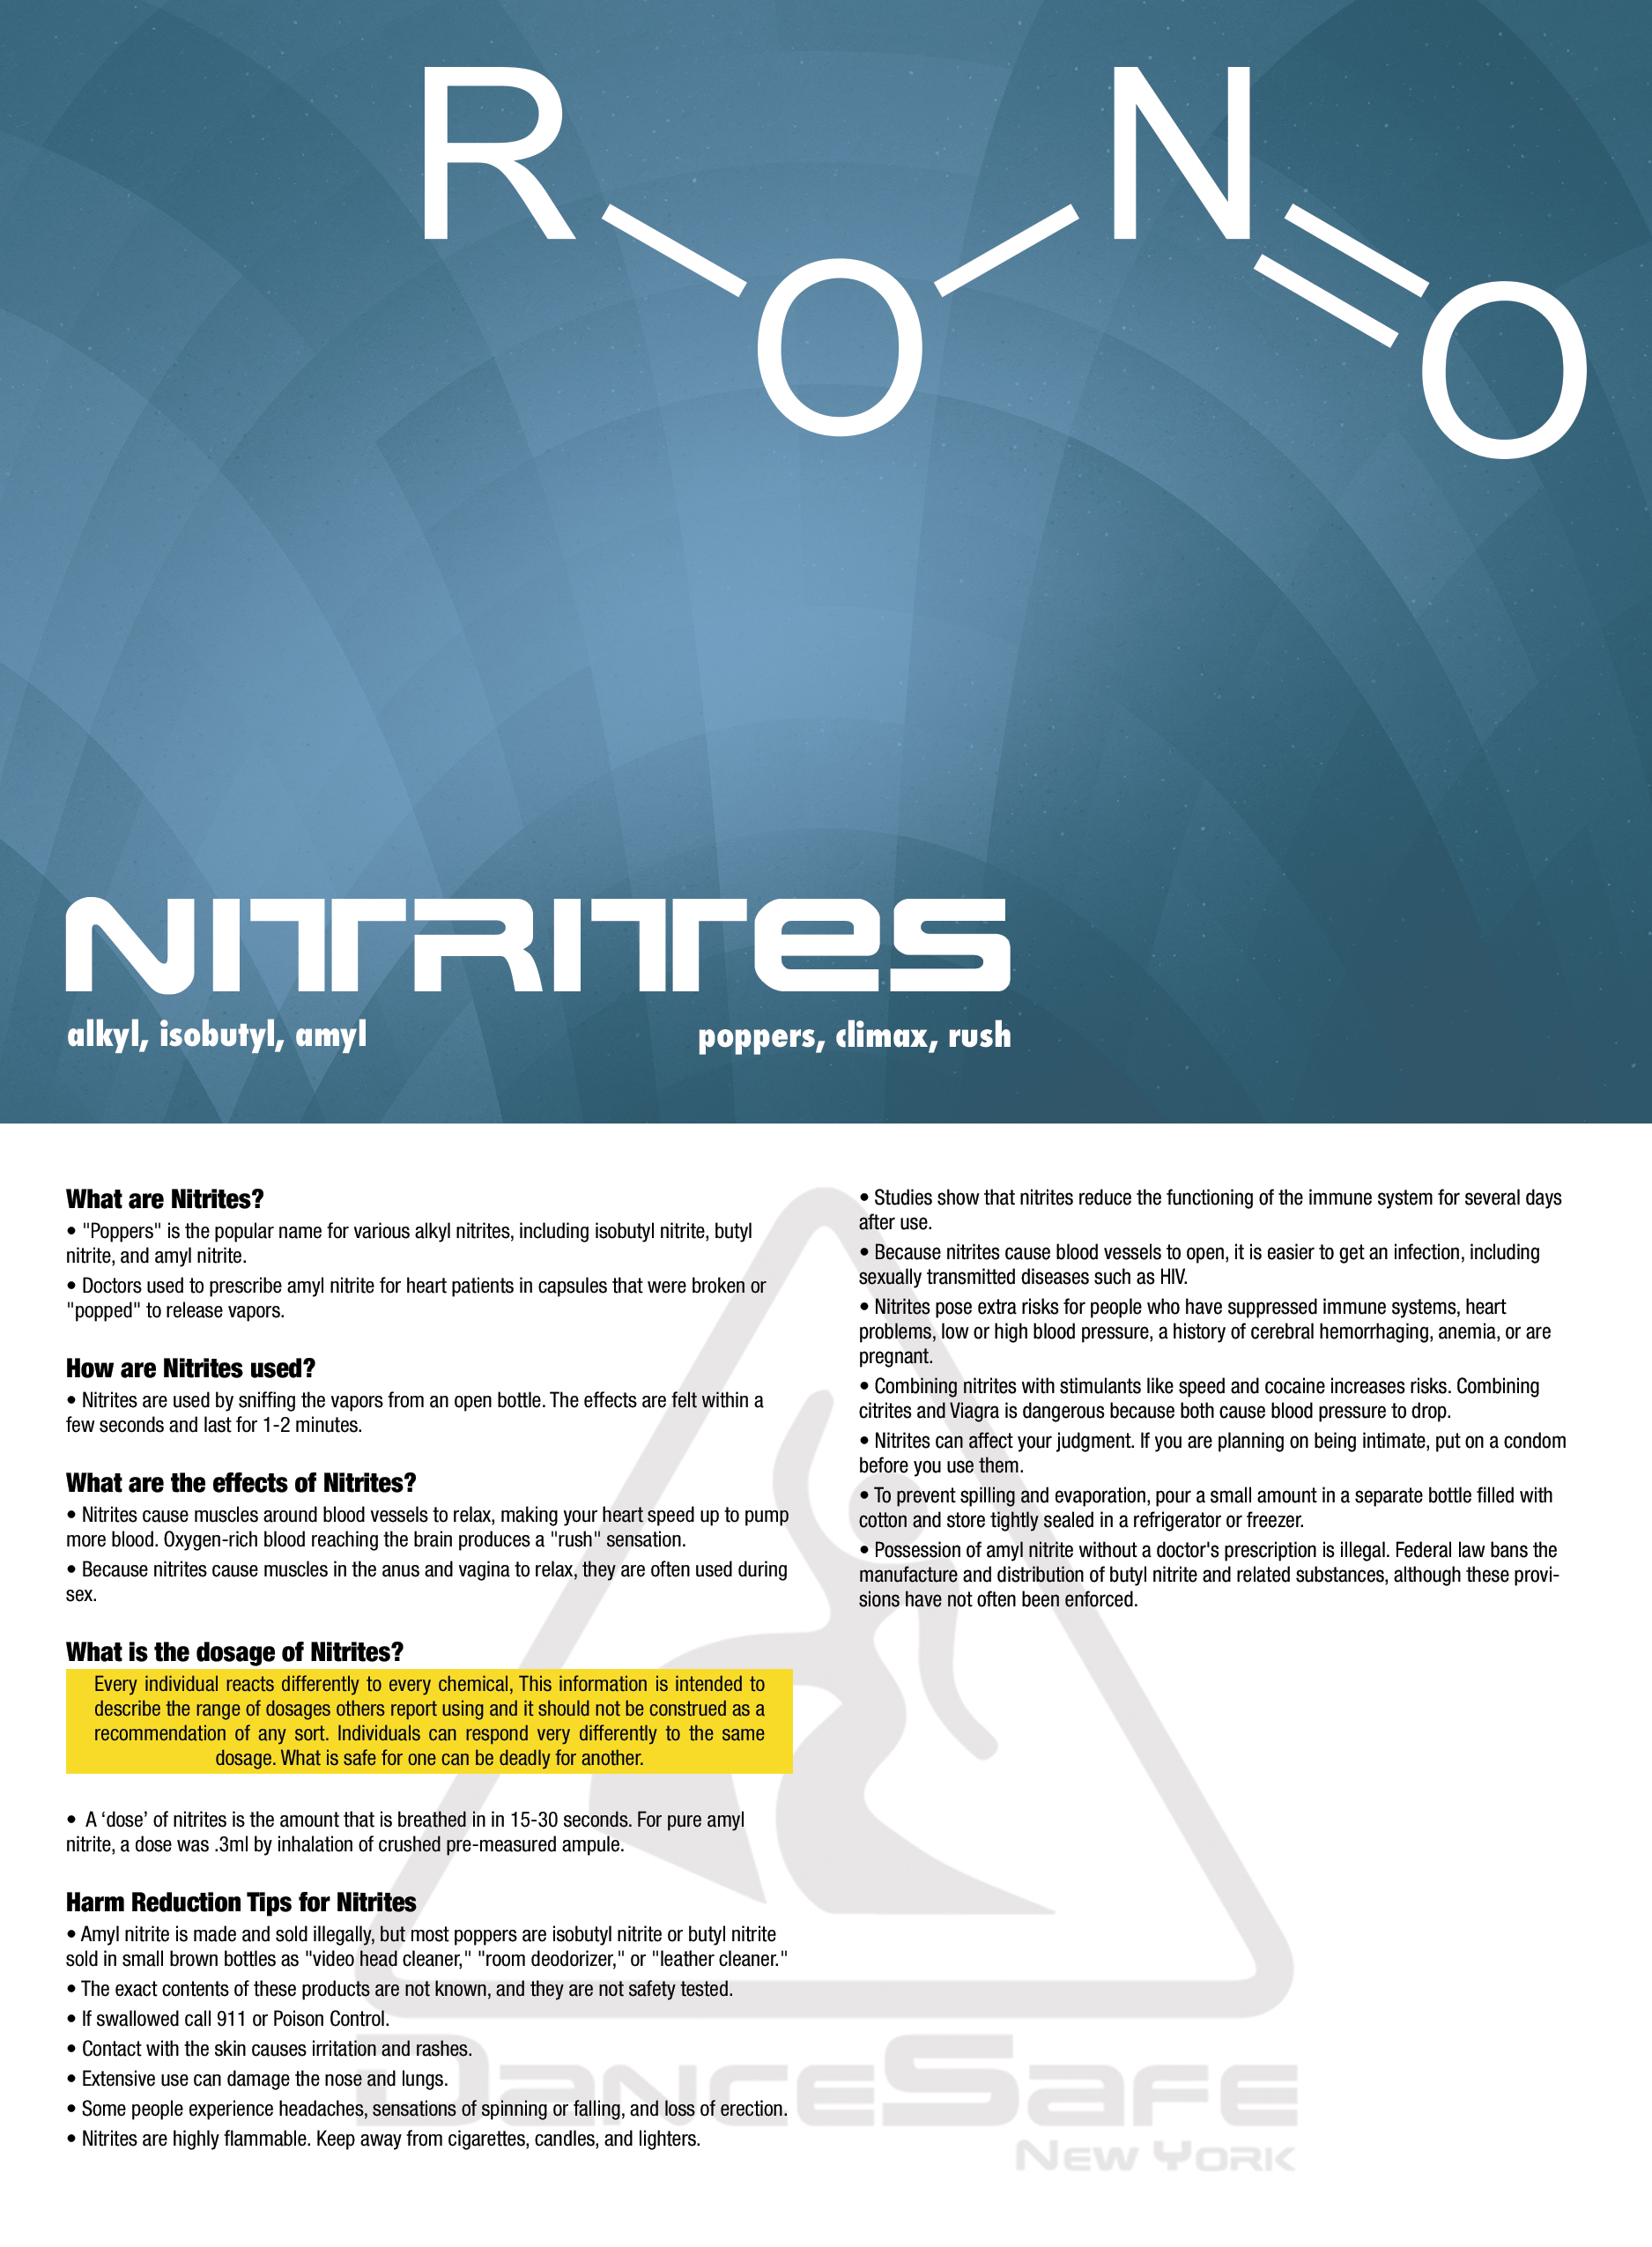 R
N
O
O
NITRITES
alkyl, isobutyl, amyl
poppers, climax, rush
What are Nitrites?
• "Poppers" is the popular name for various alkyl nitrites, including isobutyl nitrite, butyl
nitrite, and amyl nitrite.
• Doctors used to prescribe amyl nitrite for heart patients in capsules that were broken or
"popped" to release vapors.
How are Nitrites used?
• Nitrites are used by sniffing the vapors from an open bottle. The effects are felt within a
few seconds and last for 1-2 minutes.
What are the effects of Nitrites?
• Nitrites cause muscles around blood vessels to relax, making your heart speed up to pump
more blood. Oxygen-rich blood reaching the brain produces a "rush" sensation.
• Because nitrites cause muscles in the anus and vagina to relax, they are often used during
sex.
What is the dosage of Nitrites?
Every individual reacts differently to every chemical, This information is intended to
describe the range of dosages others report using and it should not be construed as a
recommendation of any sort. Individuals can respond very differently to the same
dosage. What is safe for one can be deadly for another.
• A ‘dose’ of nitrites is the amount that is breathed in in 15-30 seconds. For pure amyl
nitrite, a dose was .3ml by inhalation of crushed pre-measured ampule.
Harm Reduction Tips for Nitrites
• Amyl nitrite is made and sold illegally, but most poppers are isobutyl nitrite or butyl nitrite
sold in small brown bottles as "video head cleaner," "room deodorizer," or "leather cleaner."
• The exact contents of these products are not known, and they are not safety tested.
• If swallowed call 911 or Poison Control.
• Contact with the skin causes irritation and rashes.
• Extensive use can damage the nose and lungs.
• Some people experience headaches, sensations of spinning or falling, and loss of erection.
• Nitrites are highly flammable. Keep away from cigarettes, candles, and lighters.
• Studies show that nitrites reduce the functioning of the immune system for several days
after use.
• Because nitrites cause blood vessels to open, it is easier to get an infection, including
sexually transmitted diseases such as HIV.
• Nitrites pose extra risks for people who have suppressed immune systems, heart
problems, low or high blood pressure, a history of cerebral hemorrhaging, anemia, or are
pregnant.
• Combining nitrites with stimulants like speed and cocaine increases risks. Combining
citrites and Viagra is dangerous because both cause blood pressure to drop.
• Nitrites can affect your judgment. If you are planning on being intimate, put on a condom
before you use them.
• To prevent spilling and evaporation, pour a small amount in a separate bottle filled with
cotton and store tightly sealed in a refrigerator or freezer.
• Possession of amyl nitrite without a doctor's prescription is illegal. Federal law bans the
manufacture and distribution of butyl nitrite and related substances, although these provi-
sions have not often been enforced.
DanceSafe
New York